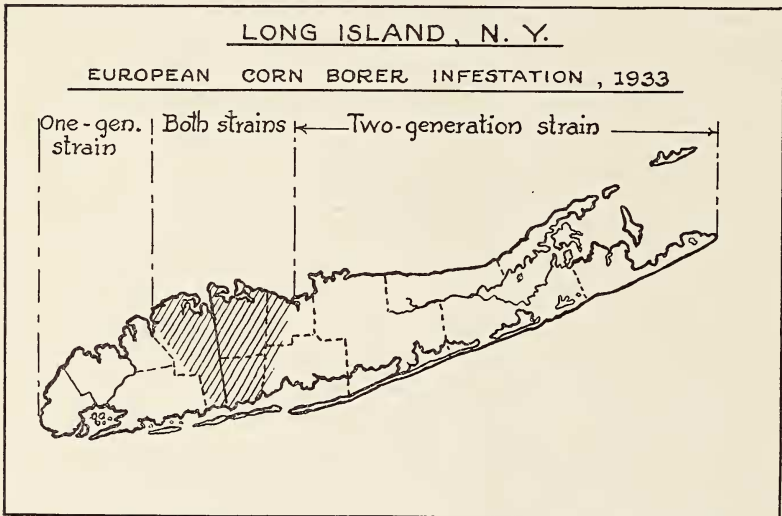 LONG ISLAND, N. Y.
EUROPEAN CORN BORER INFESTATION, 1933
One-gen. strain
Both strains
Two-generation strain